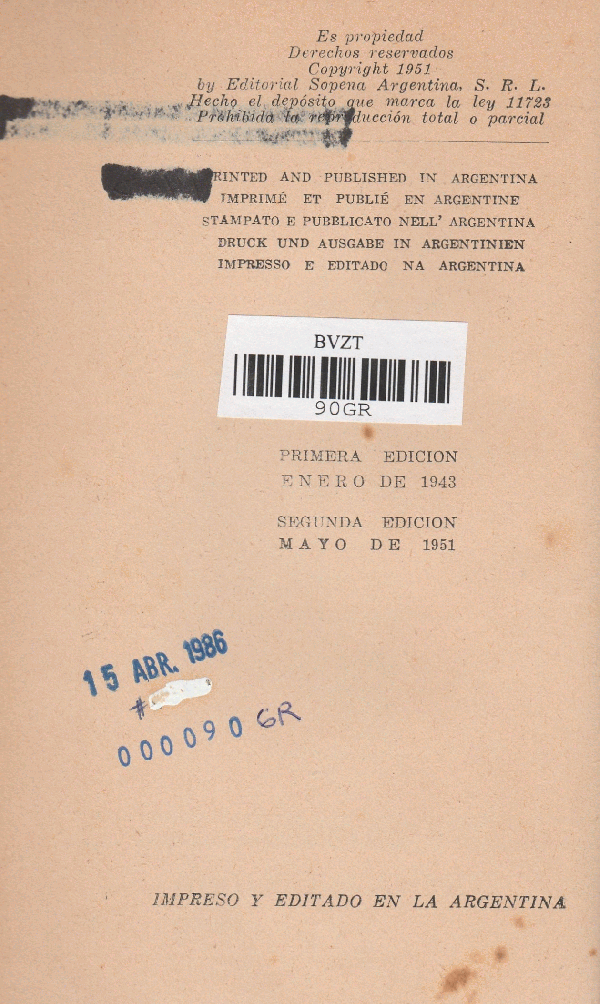 Es propiedad
Derechos reservados
Copyright 1951
by Editorial Sopena Argentina, S. R. L.
Hecho el depósito que marca la ley 11723
Prohibida la reproducción total o parcial
RINTED AND PUBLISHED IN ARGENTINA
IMPRIMÉ ET PUBLIÉ EN ARGENTINE
STAMPATO E PUBBLICATO NELL' ARGENTINA
DRUCK UND AUSGABE IN ARGENTINIEN
IMPRESSO E EDITADO NA ARGENTINA
BVZT
90GR
PRIMERA EDICION
ENERO DE 1943
SEGUNDA EDICION
MAYO DE 1951
15 ABR. 1986
#
000090 GR
IMPRESO Y EDITADO EN LA ARGENTINA